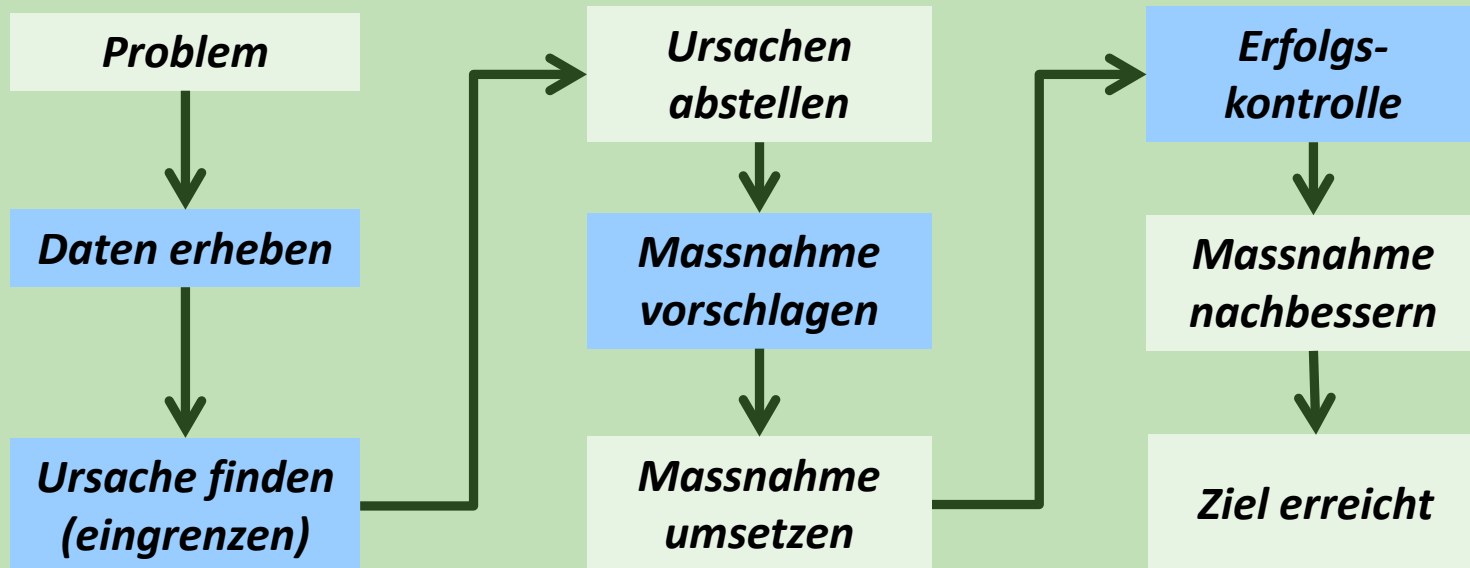 Problem
Daten erheben
Ursache finden
(eingrenzen)
Ursachen
abstellen
Massnahme
vorschlagen
Massnahme
umsetzen
Erfolgs-
kontrolle
Massnahme
nachbessern
Ziel erreicht